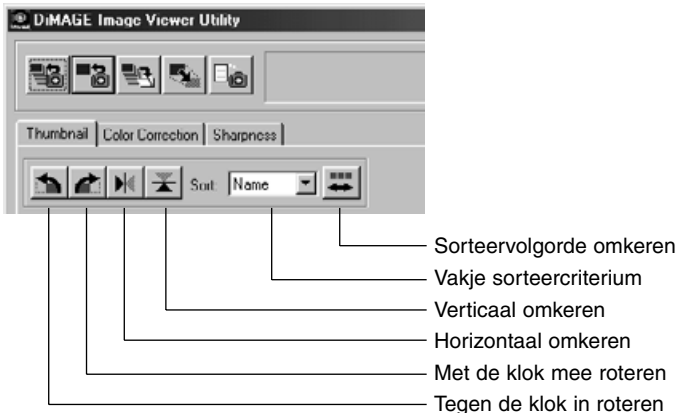 DiMAGE Image Viewer Utility
Thumbnail Color Correction Sharpness
Sort: Name
Sorteervolgorde omkeren
Vakje sorteercriterium
Verticaal omkeren
Horizontaal omkeren
Met de klok mee roteren
Tegen de klok in roteren